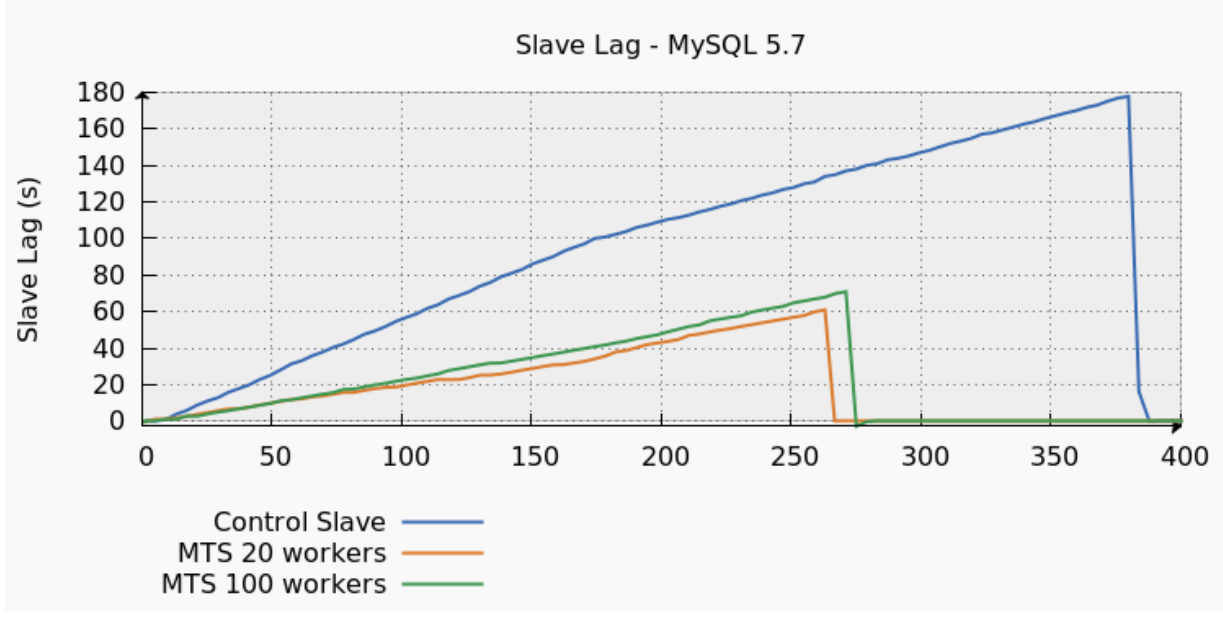 Slave Lag - MySQL 5.7
Slave Lag (s)
180
160
140
120
100
80
60
40
20
0
0 50 100 150 200 250 300 350 400
Control Slave
MTS 20 workers
MTS 100 workers